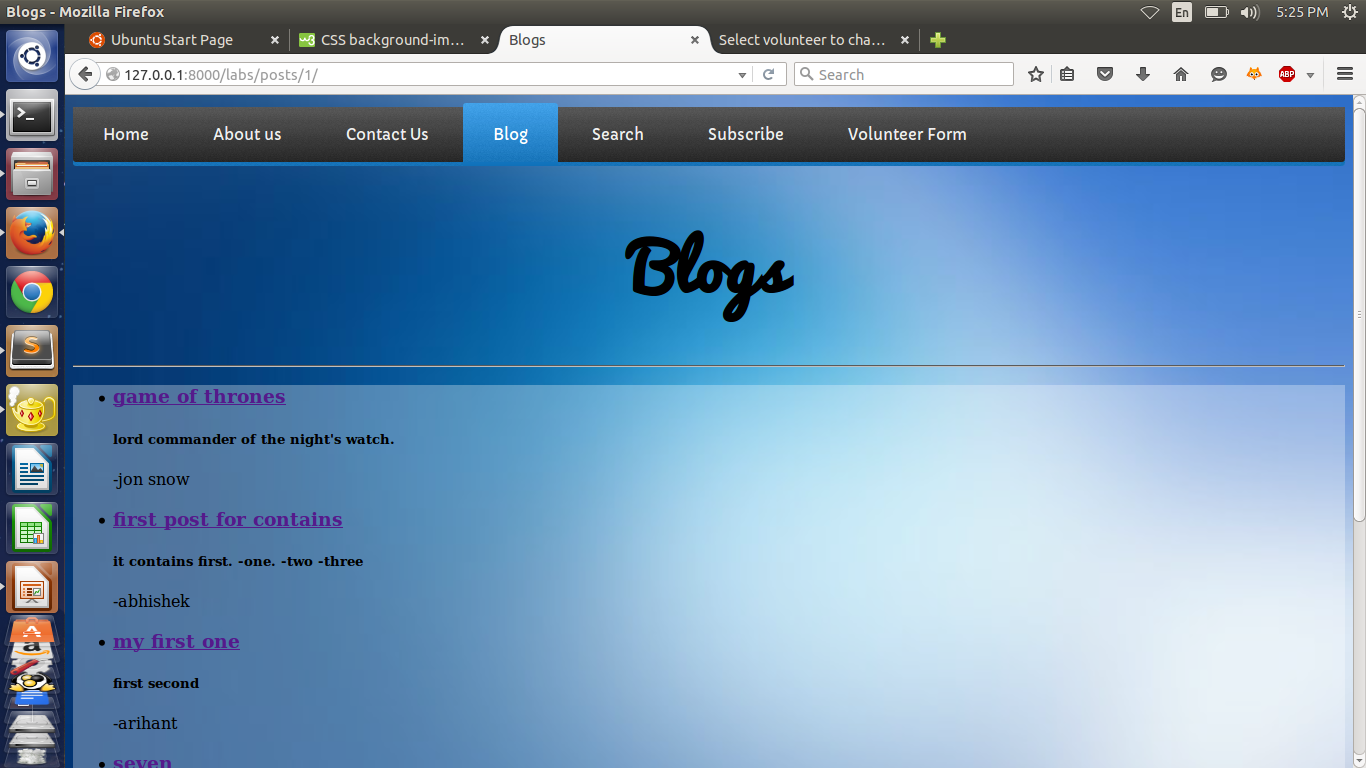 Blogs - Mozilla Firefox
En
5:25 PM
Ubuntu Start Page
CSS background-im...
Blogs
Select volunteer to cha...
127.0.0.1:8000/labs/posts/1/
Search
ABP
Home
About us
Contact Us
Blog
Search
Subscribe
Volunteer Form
Blogs
game of thrones
lord commander of the night's watch.
-jon snow
first post for contains
it contains first. -one. -two -three
-abhishek
my first one
first second
-arihant
seven